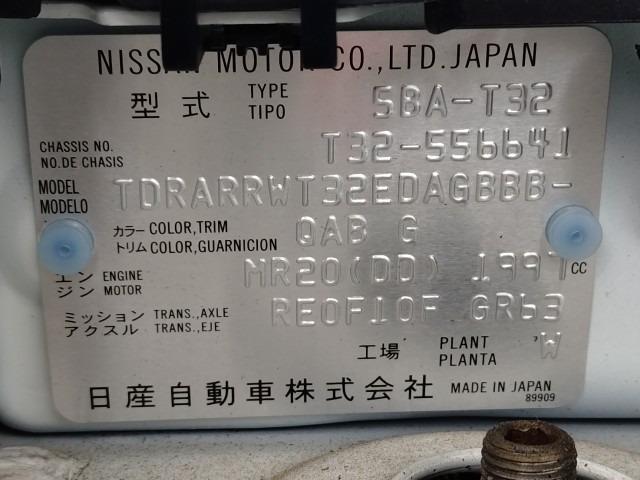 NISSAN MOTOR CO.,LTD. JAPAN
型式 TYPE TIPO 5BA-T32
CHASSIS NO. NO. DE CHASIS T32-556641
MODEL MODELO TDRARRWT32EDAGBBB-
カラー COLOR,TRIM
トリム COLOR,GUARNICION QAB G
エンジン ENGINE MOTOR MR20(DD) 1997CC
ミッション TRANS.,AXLE
アクスル TRANS.,EJE RE0F10F GR63
工場 PLANT PLANTA W
日産自動車株式会社 MADE IN JAPAN
89909